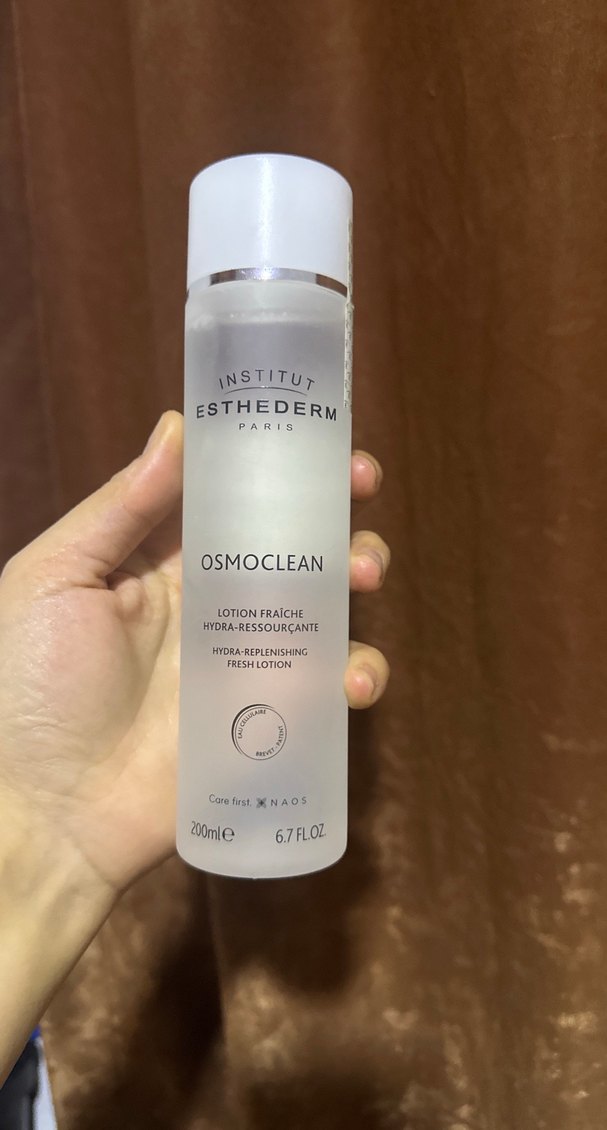 INSTITUT
ESTHEDERM
PARIS
OSMOCLEAN
LOTION FRAÎCHE
HYDRA-RESSOURÇANTE
HYDRA-REPLENISHING
FRESH LOTION
EAU CELLULAIRE
BREVET - PATENT
Care first. NAOS
200ml℮ 6.7 FL.OZ.